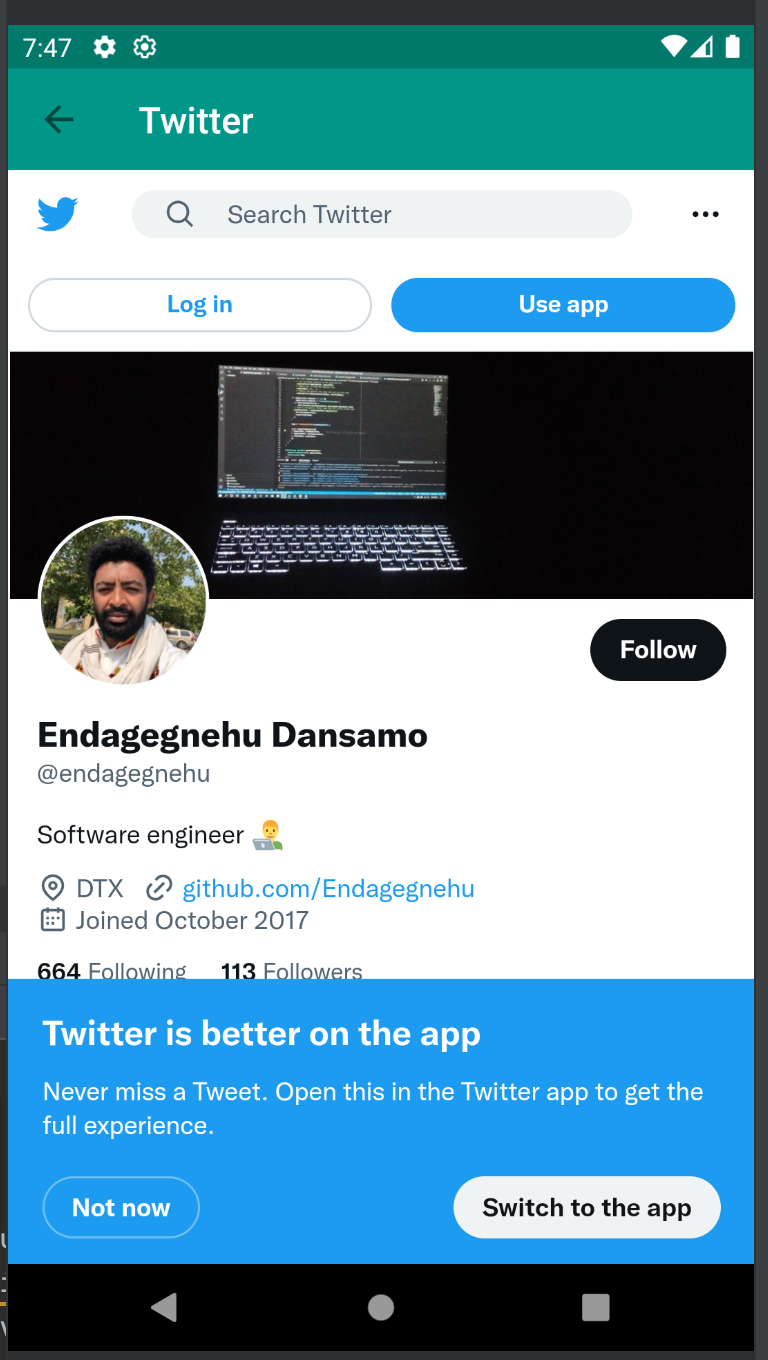 7:47
Twitter
Search Twitter
Log in
Use app
Follow
Endagegnehu Dansamo
@endagegnehu
Software engineer
DTX github.com/Endagegnehu
Joined October 2017
664 Following 113 Followers
Twitter is better on the app
Never miss a Tweet. Open this in the Twitter app to get the
full experience.
Not now
Switch to the app